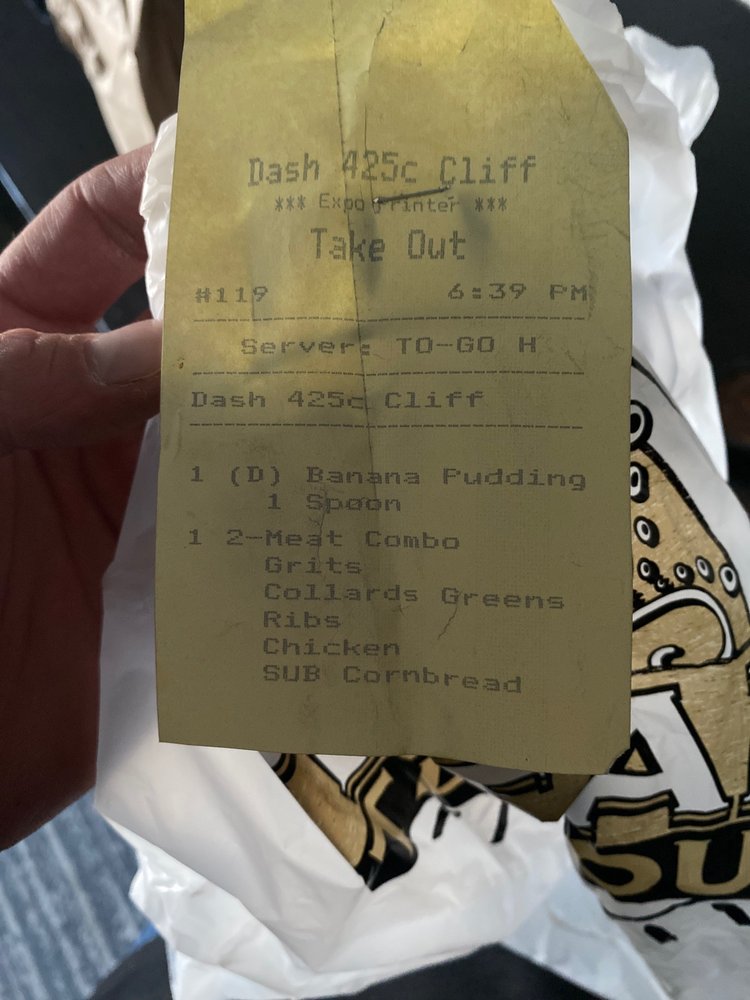 Dash 425c Cliff
*** Expo Printer ***
Take Out
#119 6:39 PM
Server: TO-GO H
Dash 425c Cliff
1 (D) Banana Pudding
1 Spoon
1 2-Meat Combo
Grits
Collards Greens
Ribs
Chicken
SUB Cornbread